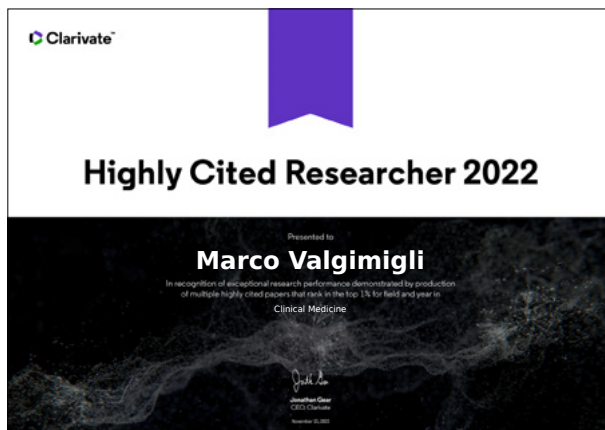 Clarivate™
Highly Cited Researcher 2022
Presented to
Marco Valgimigli
In recognition of exceptional research performance demonstrated by production
of multiple highly cited papers that rank in the top 1% for field and year in
Clinical Medicine
Jonathan Gear
CEO, Clarivate